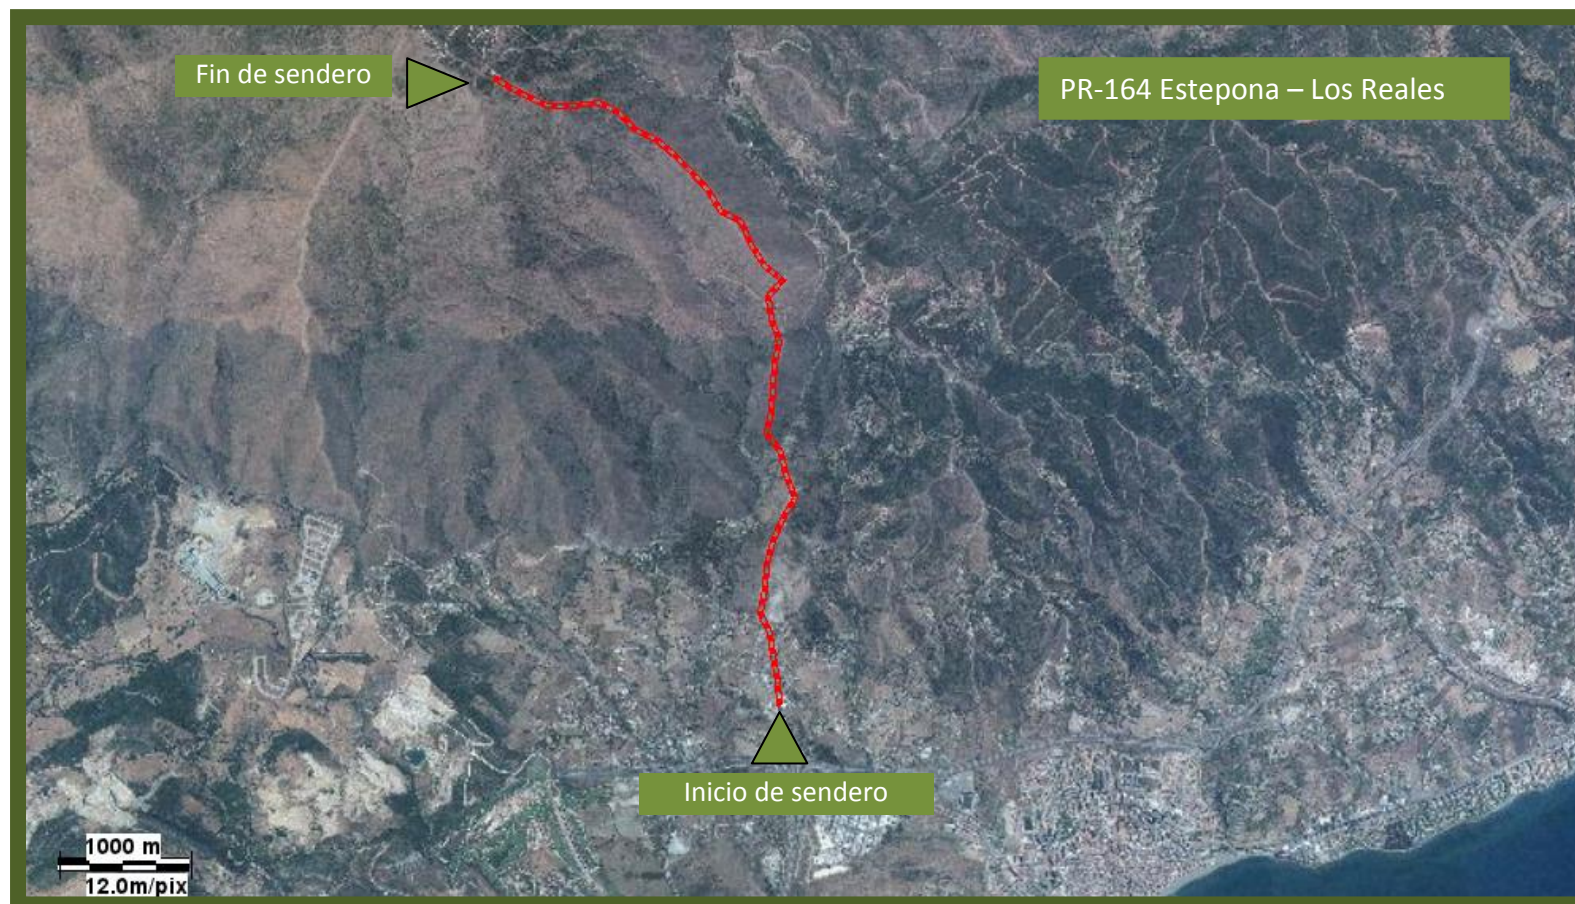 Fin de sendero
PR-164 Estepona – Los Reales
Inicio de sendero
1000 m
12.0m/pix